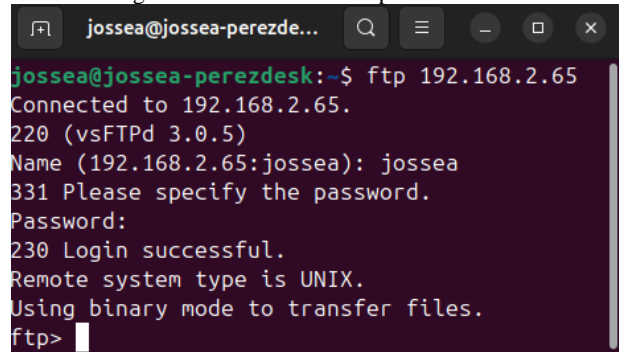 jossea@jossea-perezde...
jossea@jossea-perezdesk:~$ ftp 192.168.2.65
Connected to 192.168.2.65.
220 (vsFTPd 3.0.5)
Name (192.168.2.65:jossea): jossea
331 Please specify the password.
Password:
230 Login successful.
Remote system type is UNIX.
Using binary mode to transfer files.
ftp>